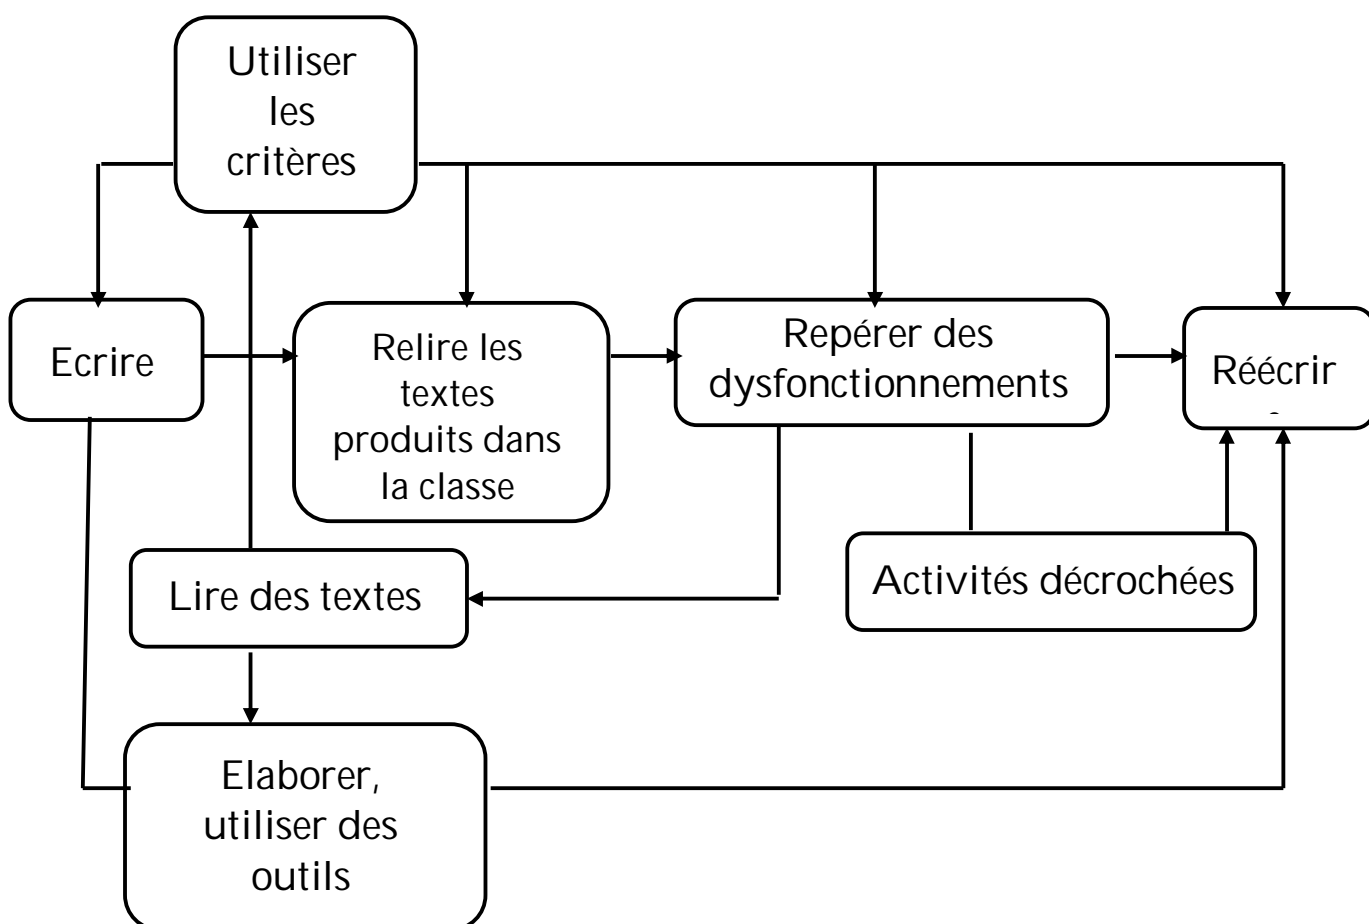 Utiliser
les
critères
Ecrire
Relire les
textes
produits dans
la classe
Repérer des
dysfonctionnements
Réécrir
Lire des textes
Activités décrochées
Elaborer,
utiliser des
outils